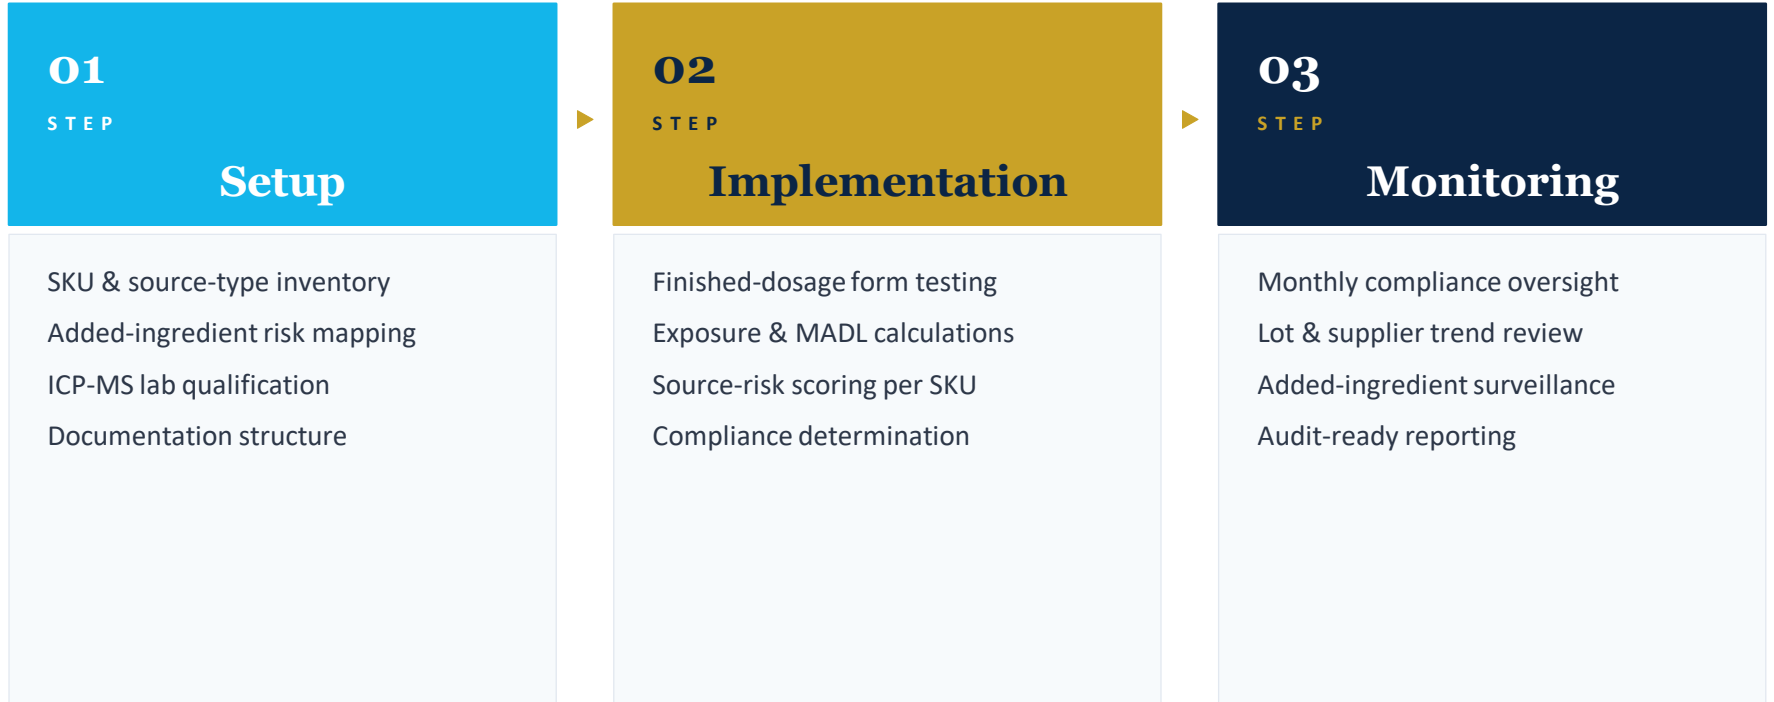 01
STEP
Setup
SKU & source-type inventory
Added-ingredient risk mapping
ICP-MS lab qualification
Documentation structure
02
STEP
Implementation
Finished-dosage form testing
Exposure & MADL calculations
Source-risk scoring per SKU
Compliance determination
03
STEP
Monitoring
Monthly compliance oversight
Lot & supplier trend review
Added-ingredient surveillance
Audit-ready reporting